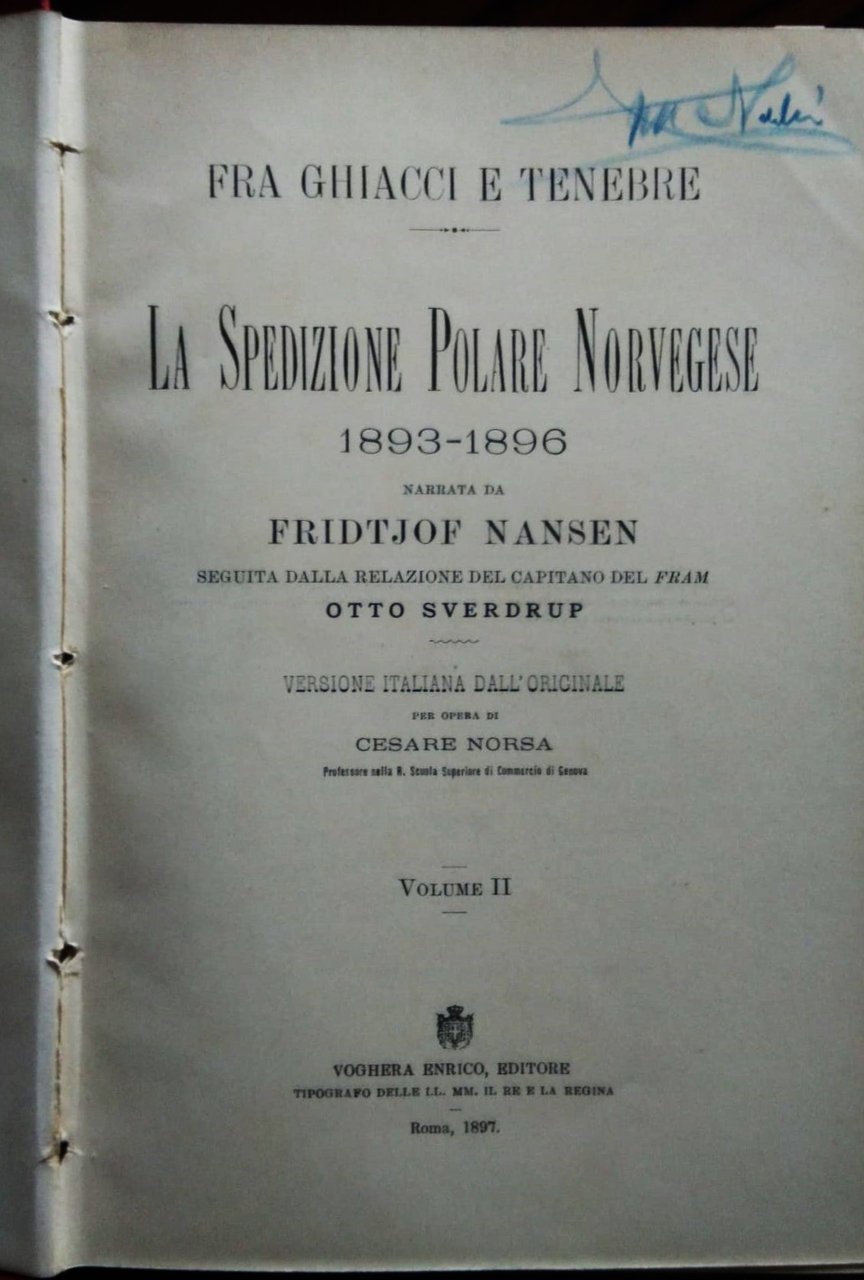 FRA GHIACCI E TENEBRE
LA SPEDIZIONE POLARE NORVEGESE
1893-1896
NARRATA DA
FRIDTJOF NANSEN
SEGUITA DALLA RELAZIONE DEL CAPITANO DEL FRAM
OTTO SVERDRUP
VERSIONE ITALIANA DALL'ORIGINALE
PER OPERA DI
CESARE NORSA
Professore nella R. Scuola Superiore di Commercio di Genova
VOLUME II
VOGHERA ENRICO, EDITORE
TIPOGRAFO DELLE LL. MM. IL RE E LA REGINA
Roma, 1897.